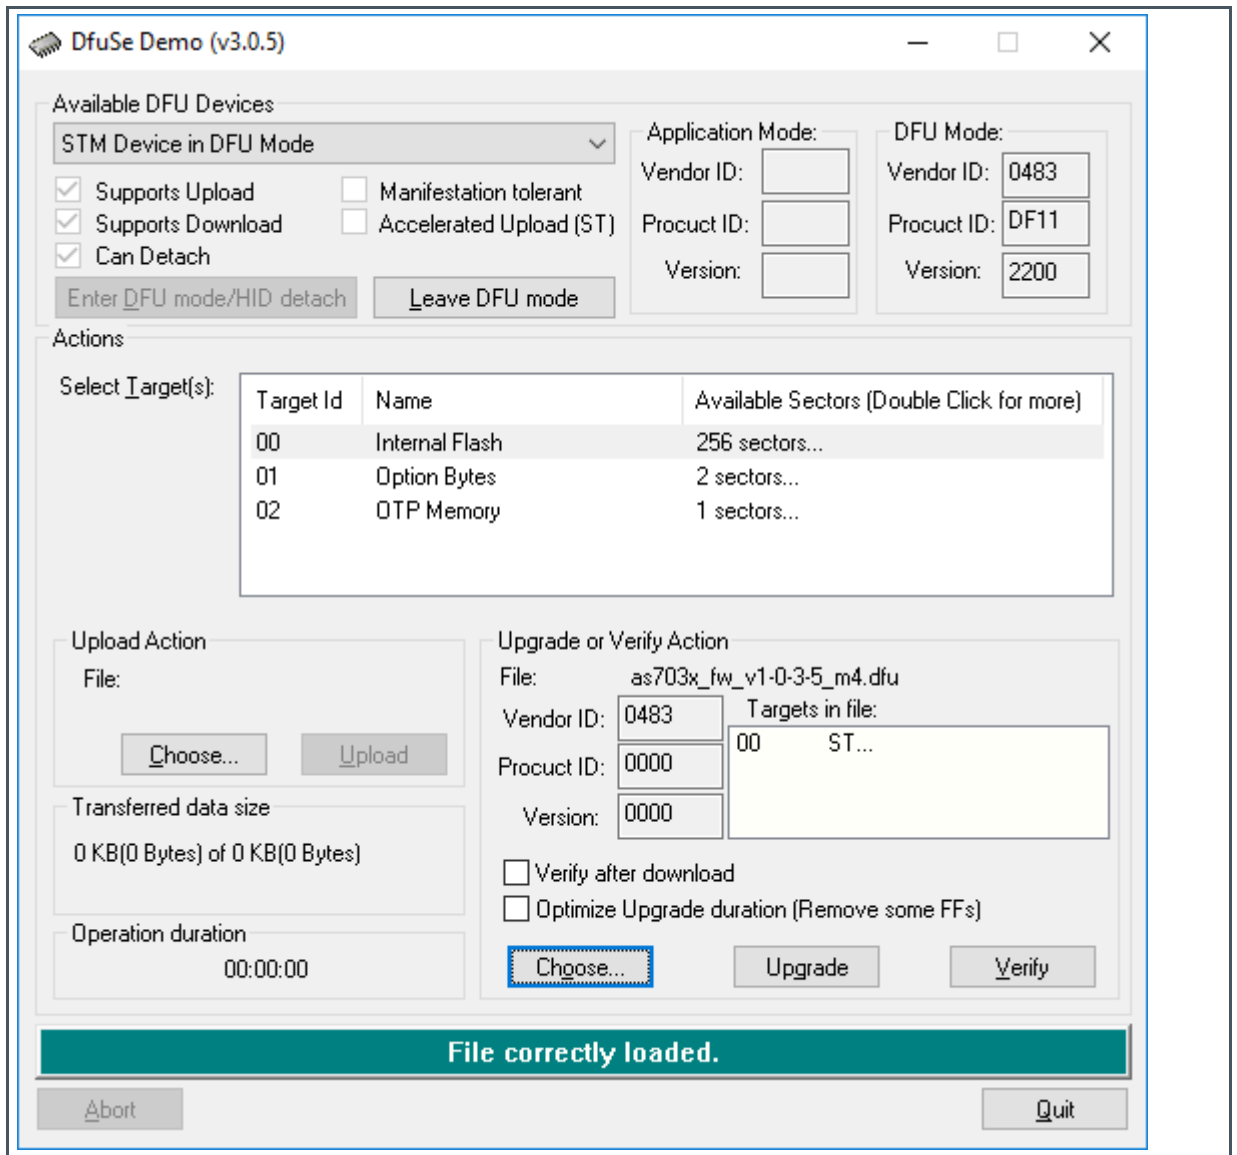 DfuSe Demo (v3.0.5)
Available DFU Devices
STM Device in DFU Mode
Supports Upload
Manifestation tolerant
Supports Download
Accelerated Upload (ST)
Can Detach
Enter DFU mode/HID detach
Leave DFU mode
Application Mode:
Vendor ID:
Procuct ID:
Version:
DFU Mode:
Vendor ID: 0483
Procuct ID: DF11
Version: 2200
Actions
Select Target(s):
Target Id Name Available Sectors (Double Click for more)
00 Internal Flash 256 sectors...
01 Option Bytes 2 sectors...
02 OTP Memory 1 sectors...
Upload Action
File:
Choose... Upload
Transferred data size
0 KB(0 Bytes) of 0 KB(0 Bytes)
Operation duration
00:00:00
Upgrade or Verify Action
File: as703x_fw_v1-0-3-5_m4.dfu
Vendor ID: 0483
Procuct ID: 0000
Version: 0000
Targets in file:
00 ST...
Verify after download
Optimize Upgrade duration (Remove some FFs)
Choose... Upgrade Verify
File correctly loaded.
Abort Quit